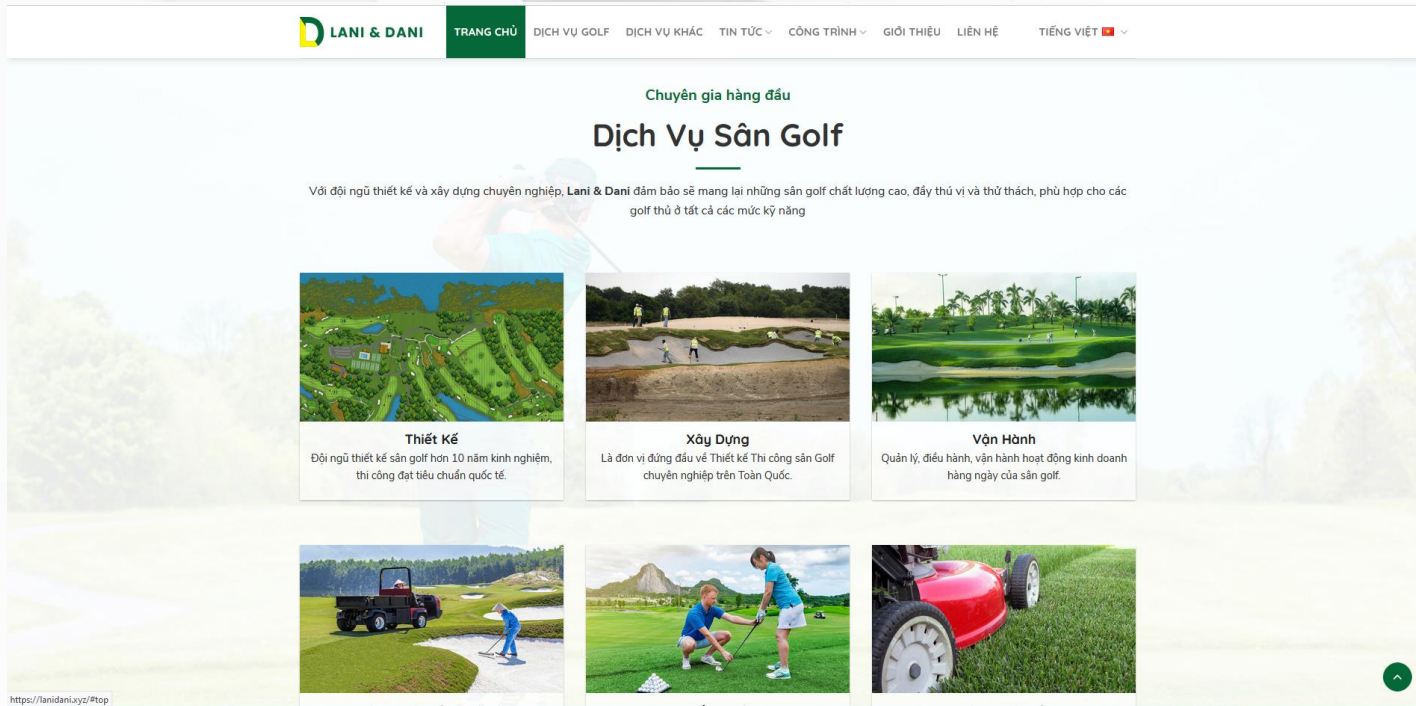 LANI & DANI
TRANG CHỦ
DỊCH VỤ GOLF
DỊCH VỤ KHÁC
TIN TỨC
CÔNG TRÌNH
GIỚI THIỆU
LIÊN HỆ
TIẾNG VIỆT
Chuyên gia hàng đầu
Dịch Vụ Sân Golf
Với đội ngũ thiết kế và xây dựng chuyên nghiệp, Lani & Dani đảm bảo sẽ mang lại những sân golf chất lượng cao, đầy thú vị và thử thách, phù hợp cho các
golf thủ ở tất cả các mức kỹ năng
Thiết Kế
Đội ngũ thiết kế sân golf hơn 10 năm kinh nghiệm,
thi công đạt tiêu chuẩn quốc tế.
Xây Dựng
Là đơn vị đứng đầu về Thiết kế Thi công sân Golf
chuyên nghiệp trên Toàn Quốc.
Vận Hành
Quản lý, điều hành, vận hành hoạt động kinh doanh
hàng ngày của sân golf.
https://lanidani.xyz/#top